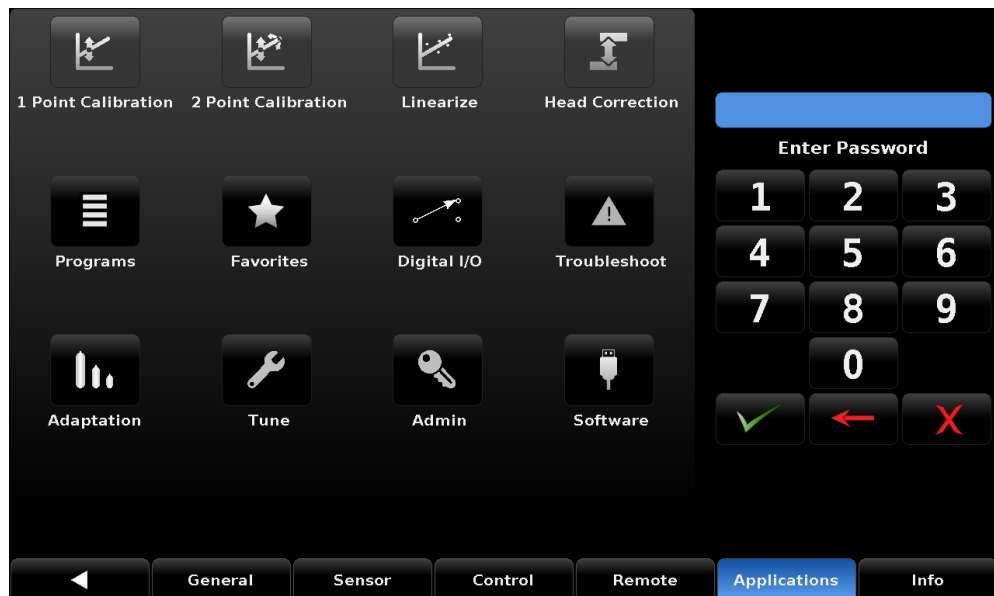 1 Point Calibration
2 Point Calibration
Linearize
Head Correction
Programs
Favorites
Digital I/O
Troubleshoot
Adaptation
Tune
Admin
Software
Enter Password
1 2 3
4 5 6
7 8 9
0
X
General
Sensor
Control
Remote
Applications
Info